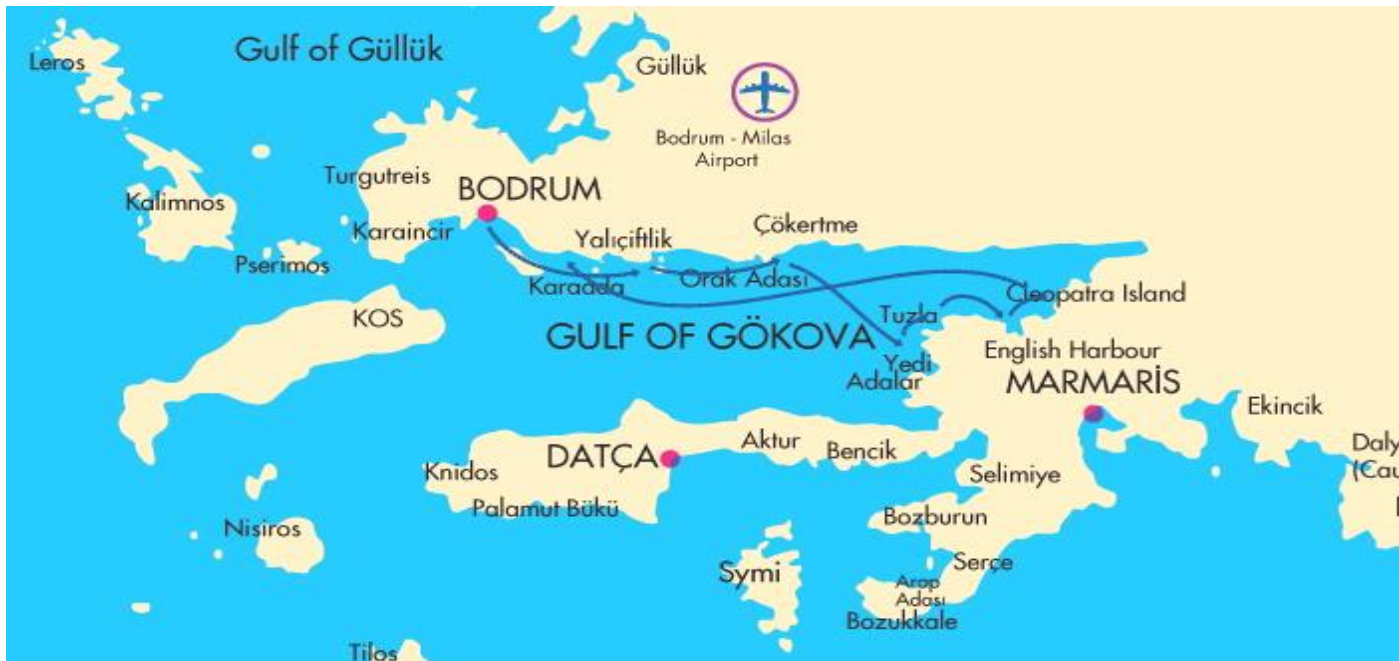 Gulf of Güllük
Leros
Güllük
Bodrum - Milas
Airport
Turgutreis
BODRUM
Kalimnos
Karaincir
Yalıçiftlik
Çökertme
Pserimos
Karaada
Orak Adası
Cleopatra Island
KOS
Tuzla
GULF OF GÖKOVA
English Harbour
Yedi
Adalar
MARMARİS
Ekincik
DATÇA
Aktur
Bencik
Knidos
Selimiye
Palamut Bükü
Bozburun
Nisiros
Serçe
Symi
Arap
Adası
Bozukkale
Tilos
Daly
(Cau